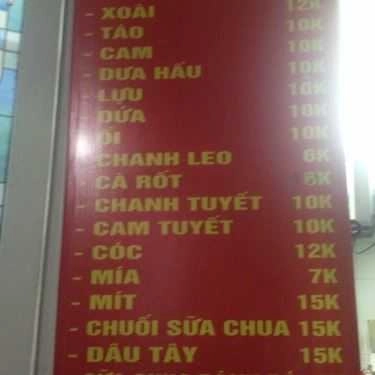 - XOÀI 12K
- TÁO 10K
- CAM 10K
- DƯA HẤU 10K
- LỰU 10K
- DỨA 10K
- ỔI 10K
- CHANH LEO 6K
- CÀ RỐT 8K
- CHANH TUYẾT 10K
- CAM TUYẾT 10K
- CÓC 12K
- MÍA 7K
- MÍT 15K
- CHUỐI SỮA CHUA 15K
- DÂU TÂY 15K